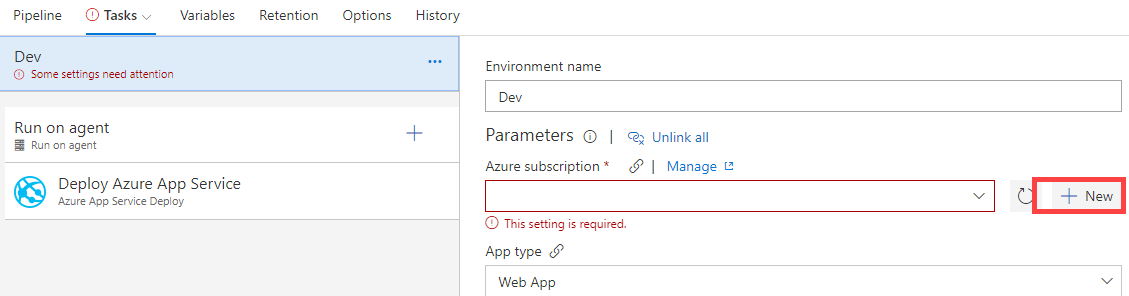 Pipeline Tasks Variables Retention Options History
Dev
Some settings need attention
Run on agent
Run on agent
Deploy Azure App Service
Azure App Service Deploy
Environment name
Dev
Parameters | Unlink all
Azure subscription * | Manage
New
This setting is required.
App type
Web App